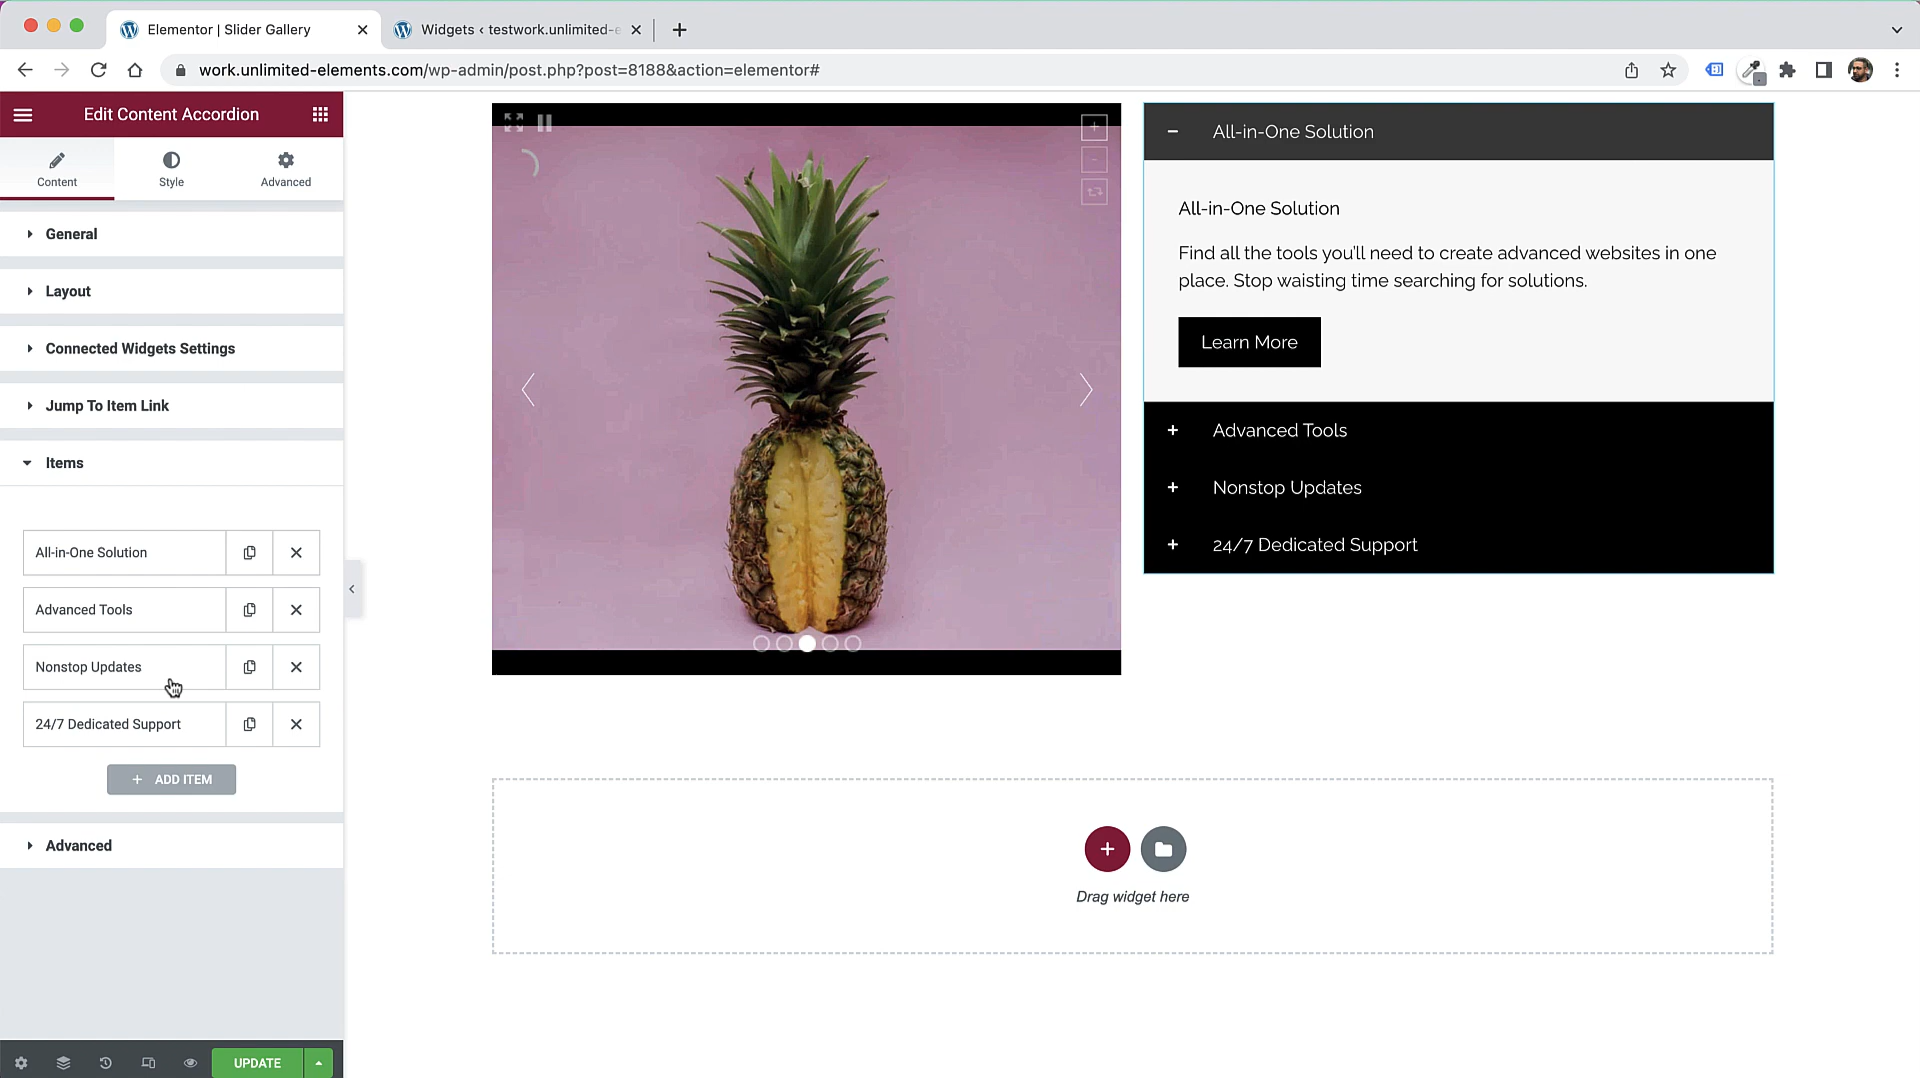 Elementor | Slider Gallery
Widgets ‹ testwork.unlimited-e
work.unlimited-elements.com/wp-admin/post.php?post=8188&action=elementor#
Edit Content Accordion
Content
Style
Advanced
General
Layout
Connected Widgets Settings
Jump To Item Link
Items
All-in-One Solution
Advanced Tools
Nonstop Updates
24/7 Dedicated Support
+ ADD ITEM
Advanced
UPDATE
− All-in-One Solution
All-in-One Solution
Find all the tools you'll need to create advanced websites in one
place. Stop waisting time searching for solutions.
Learn More
+ Advanced Tools
+ Nonstop Updates
+ 24/7 Dedicated Support
Drag widget here